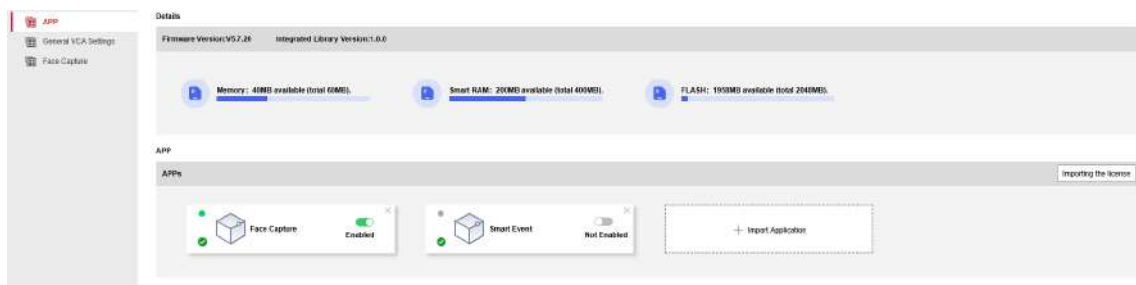 APP
General VCA Settings
Face Capture
Details
Firmware Version:V5.7.20 Integrated Library Version:1.0.0
Memory: 40MB available (total 60MB).
Smart RAM: 200MB available (total 400MB).
FLASH: 1958MB available (total 2048MB).
APP
APPs
Importing the license
Face Capture
Enabled
Smart Event
Not Enabled
+ Import Application